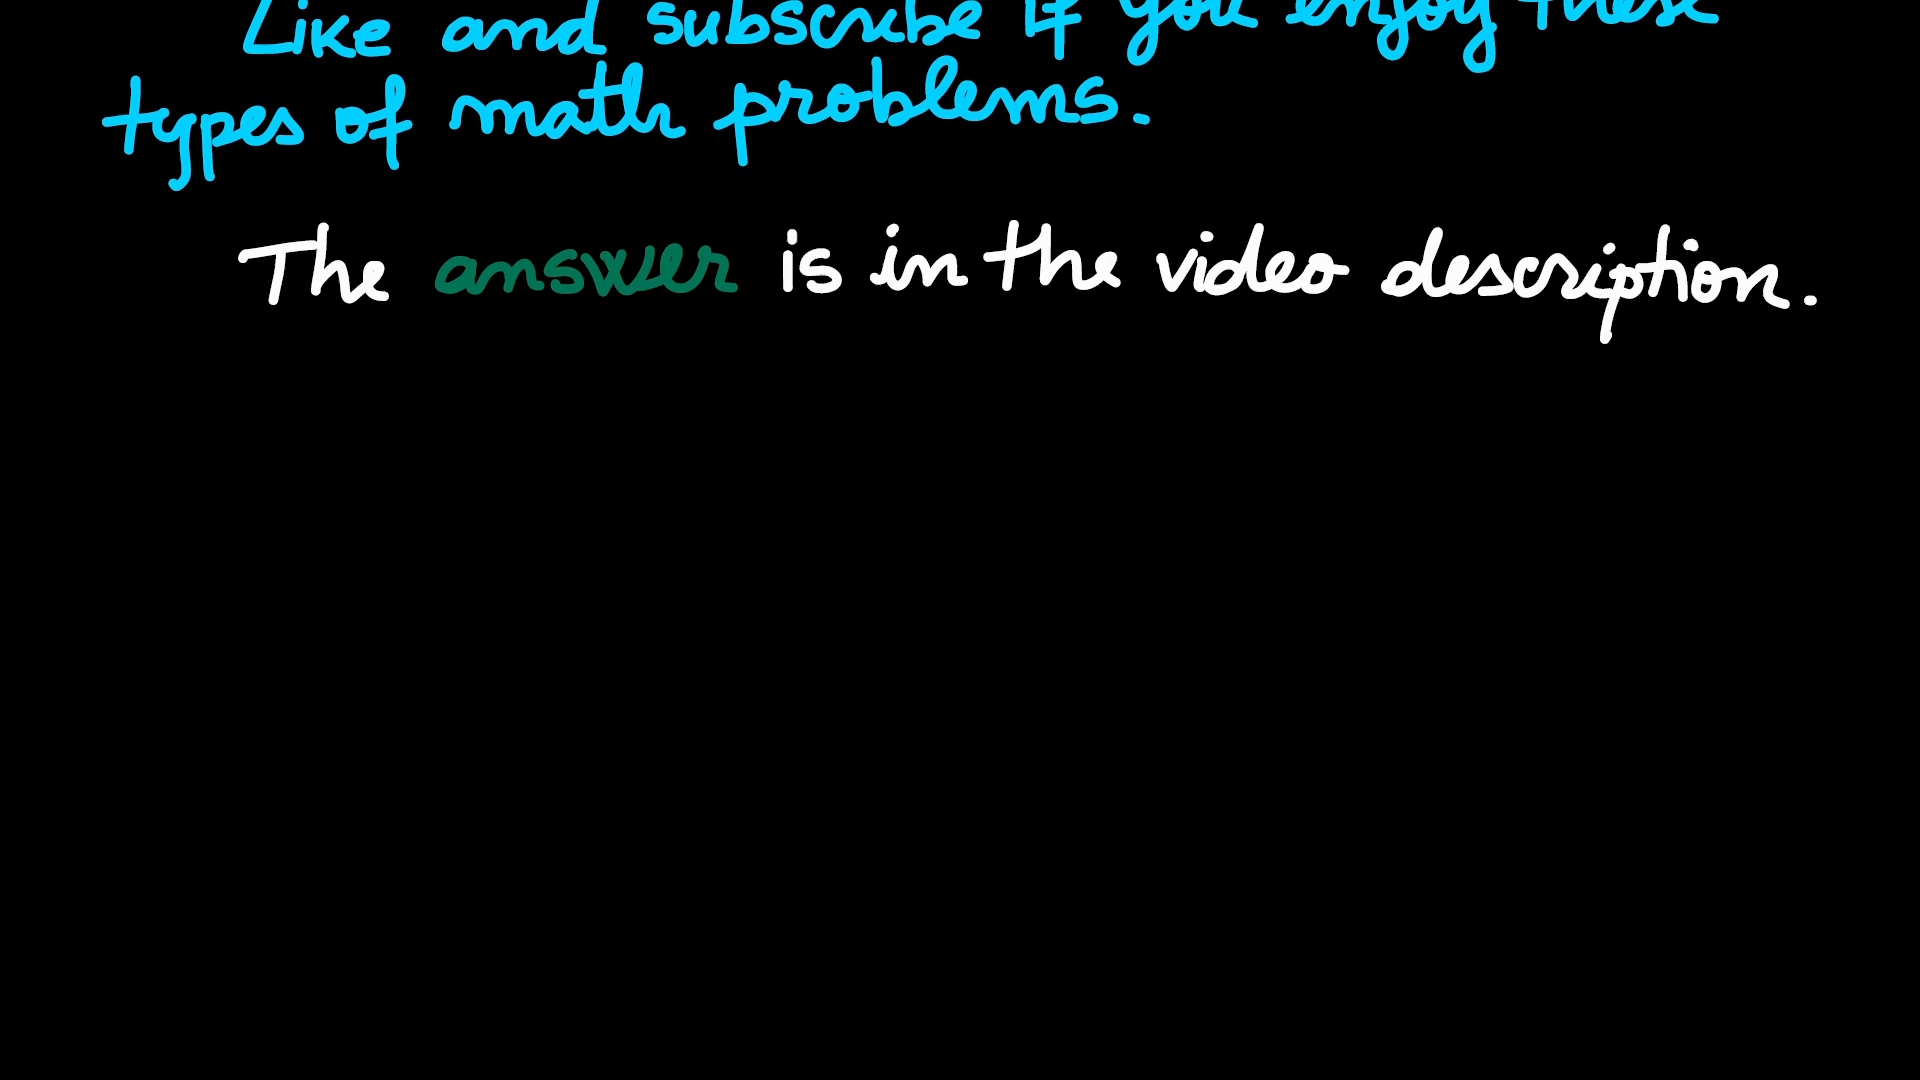 Like and subscribe if you enjoy these
types of math problems.
The answer is in the video description.